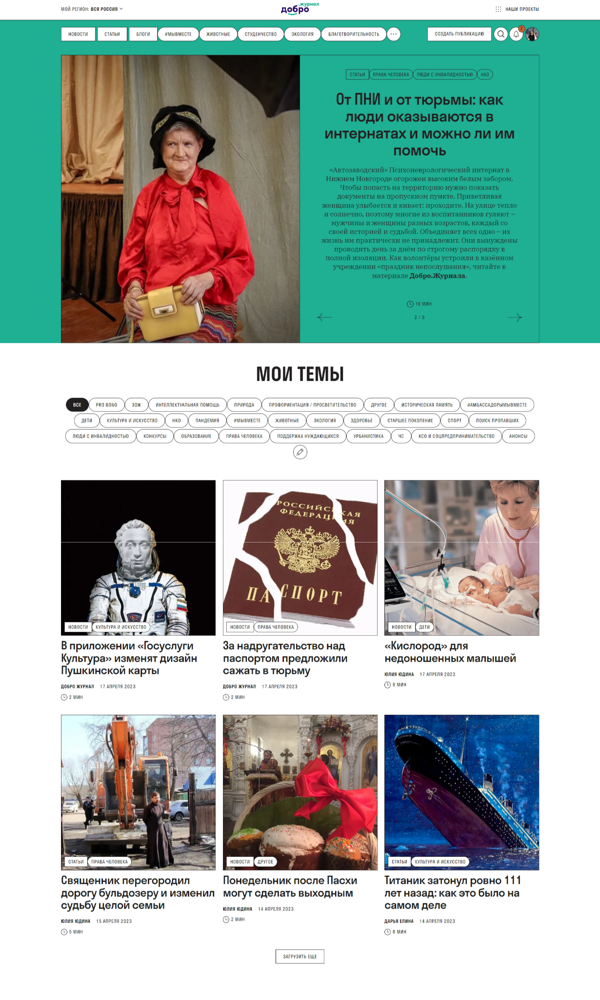 МОЙ РЕГИОН: ВСЯ РОССИЯ
.журнал
добро
НАШИ ПРОЕКТЫ
НОВОСТИ СТАТЬИ БЛОГИ #МЫВМЕСТЕ ЖИВОТНЫЕ СТУДЕНЧЕСТВО ЭКОЛОГИЯ БЛАГОТВОРИТЕЛЬНОСТЬ ... СОЗДАТЬ ПУБЛИКАЦИЮ 2
СТАТЬИ ПРАВА ЧЕЛОВЕКА ЛЮДИ С ИНВАЛИДНОСТЬЮ НКО
От ПНИ и от тюрьмы: как
люди оказываются в
интернатах и можно ли им
помочь
«Автозаводский» Психоневрологический интернат в
Нижнем Новгороде огорожен высоким белым забором.
Чтобы попасть на территорию нужно показать
документы на пропускном пункте. Приветливая
женщина улыбается и кивает: проходите. На улице тепло
и солнечно, поэтому многие из воспитанников гуляют –
мужчины и женщины разных возрастов, каждый со
своей историей и судьбой. Объединяет всех одно – их
жизнь им практически не принадлежит. Они вынуждены
проводить день за днём по строгому распорядку в
полной изоляции. Как волонтёры устроили в казённом
учреждении «праздник непослушания», читайте в
материале Добро.Журнала.
16 МИН
2 / 5
МОИ ТЕМЫ
ВСЕ PRO BONO ЗОЖ ИНТЕЛЛЕКТУАЛЬНАЯ ПОМОЩЬ ПРИРОДА ПРОФОРИЕНТАЦИЯ / ПРОСВЕТИТЕЛЬСТВО ДРУГОЕ ИСТОРИЧЕСКАЯ ПАМЯТЬ #АМБАССАДОРЫМЫВМЕСТЕ
ДЕТИ КУЛЬТУРА И ИСКУССТВО НКО ПАНДЕМИЯ #МЫВМЕСТЕ ЖИВОТНЫЕ ЭКОЛОГИЯ ЗДОРОВЬЕ СТАРШЕЕ ПОКОЛЕНИЕ СПОРТ ПОИСК ПРОПАВШИХ
ЛЮДИ С ИНВАЛИДНОСТЬЮ КОНКУРСЫ ОБРАЗОВАНИЕ ПРАВА ЧЕЛОВЕКА ПОДДЕРЖКА НУЖДАЮЩИХСЯ УРБАНИСТИКА ЧС КСО И СОЦПРЕДПРИНИМАТЕЛЬСТВО АНОНСЫ
РОССИЯ
НОВОСТИ КУЛЬТУРА И ИСКУССТВО
В приложении «Госуслуги
Культура» изменят дизайн
Пушкинской карты
ДОБРО ЖУРНАЛ 17 АПРЕЛЯ 2023
2 МИН
РОССИЙСКАЯ
ФЕДЕРАЦИЯ
ПАСПОРТ
НОВОСТИ ПРАВА ЧЕЛОВЕКА
За надругательство над
паспортом предложили
сажать в тюрьму
ДОБРО ЖУРНАЛ 17 АПРЕЛЯ 2023
2 МИН
НОВОСТИ ДЕТИ
«Кислород» для
недоношенных малышей
ЮЛИЯ ЮДИНА 17 АПРЕЛЯ 2023
9 МИН
СТАТЬИ ПРАВА ЧЕЛОВЕКА
Священник перегородил
дорогу бульдозеру и изменил
судьбу целой семьи
ЮЛИЯ ЮДИНА 15 АПРЕЛЯ 2023
5 МИН
НОВОСТИ ДРУГОЕ
Понедельник после Пасхи
могут сделать выходным
ЮЛИЯ ЮДИНА 14 АПРЕЛЯ 2023
2 МИН
TITANIC
СТАТЬИ КУЛЬТУРА И ИСКУССТВО
Титаник затонул ровно 111
лет назад: как это было на
самом деле
ДАРЬЯ ЕЛИНА 14 АПРЕЛЯ 2023
8 МИН
ЗАГРУЗИТЬ ЕЩЕ